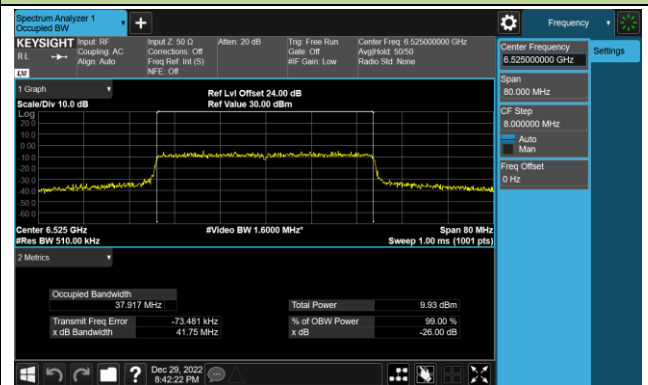 Spectrum Analyzer 1
Occupied BW
+
Frequency
KEYSIGHT
RL
LXI
Input: RF
Coupling: AC
Align: Auto
Input Z: 50 Ω
Corrections: Off
Freq Ref: Int (S)
NFE: Off
Atten: 20 dB
Trig: Free Run
Gate: Off
#IF Gain: Low
Center Freq: 6.525000000 GHz
Avg|Hold: 50/50
Radio Std: None
Center Frequency
6.525000000 GHz
Settings
Span
80.000 MHz
CF Step
8.000000 MHz
Auto
Man
Freq Offset
0 Hz
1 Graph
Scale/Div 10.0 dB
Ref Lvl Offset 24.00 dB
Ref Value 30.00 dBm
Log
20.0
10.0
0.00
-10.0
-20.0
-30.0
-40.0
-50.0
-60.0
Center 6.525 GHz
#Res BW 510.00 kHz
#Video BW 1.6000 MHz*
Span 80 MHz
Sweep 1.00 ms (1001 pts)
2 Metrics
Occupied Bandwidth
37.917 MHz
Total Power 9.93 dBm
Transmit Freq Error -73.481 kHz
% of OBW Power 99.00 %
x dB Bandwidth 41.75 MHz
x dB -26.00 dB
?
Dec 29, 2022
8:42:22 PM